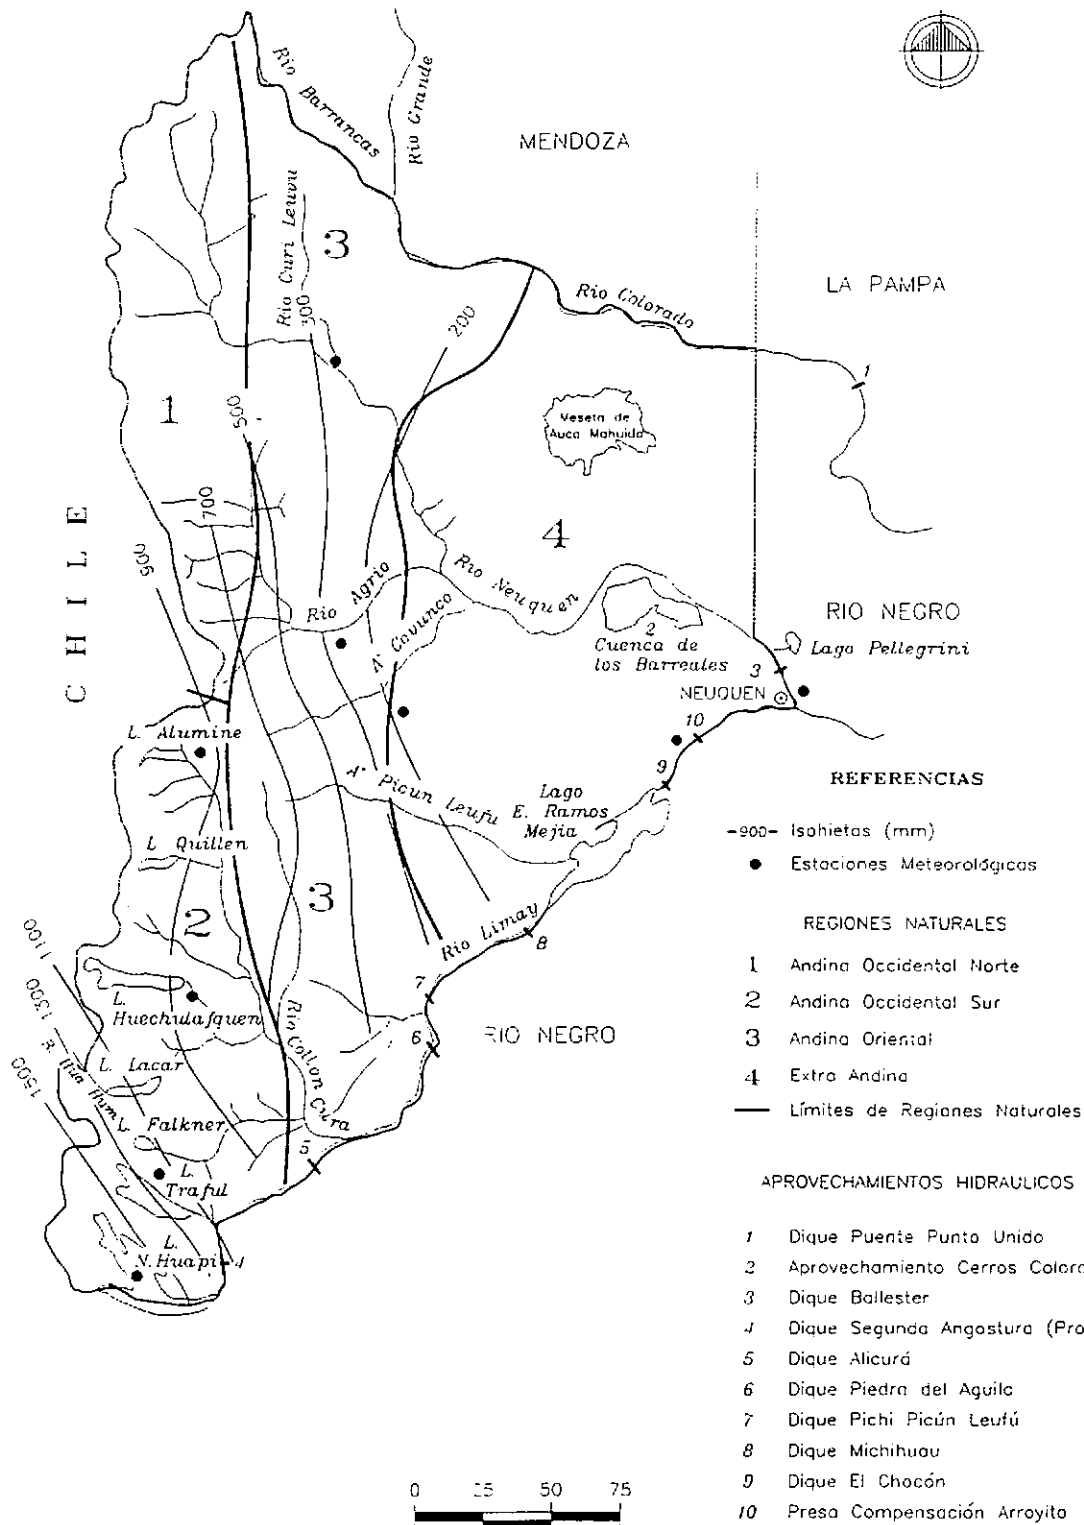 Rio Barrancas
Rio Grande
MENDOZA
Rio Curi Leuvu
3
LA PAMPA
Rio Colorado
300
200
1
1
500
Meseta de
Auca Mahuida
CHILE
700
900
4
Rio Agrio
Rio Neuquen
A° Covunco
RIO NEGRO
2
Cuenca de
los Barreales
Lago Pellegrini
3
NEUQUEN
10
L. Alumine
9
A° Picun Leufu
Lago
E. Ramos
Mejia
L Quillen
3
2
Rio Limay
8
7
L.
Huechulafquen
Rio Collon Cura
RIO NEGRO
6
1100
1300
1500
R. Hua Hum
L. Lacar
L. Falkner
5
L.
Traful
L.
N. Huapi-4
REFERENCIAS
-900- Isohietas (mm)
Estaciones Meteorológicas
REGIONES NATURALES
1 Andina Occidental Norte
2 Andina Occidental Sur
3 Andina Oriental
4 Extra Andina
Límites de Regiones Naturales
APROVECHAMIENTOS HIDRAULICOS
1 Dique Puente Punto Unido
2 Aprovechamiento Cerros Colora
3 Dique Ballester
4 Dique Segunda Angostura (Pro
5 Dique Alicurá
6 Dique Piedra del Aguila
7 Dique Pichi Picún Leufú
8 Dique Michihuau
9 Dique El Chocón
10 Presa Compensación Arroyito
0 25 50 75